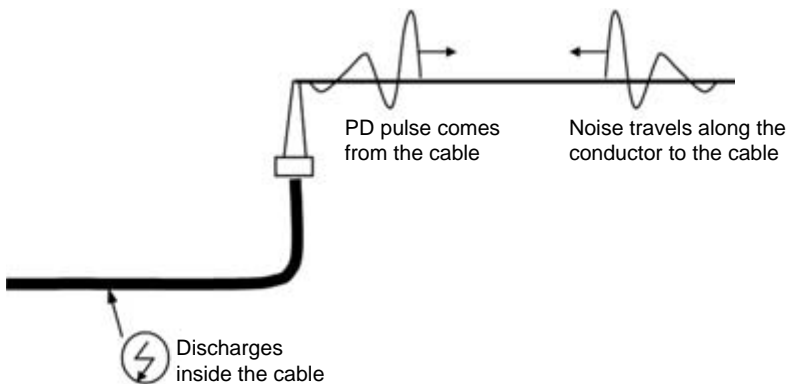 PD pulse comes
from the cable
Noise travels along the
conductor to the cable
Discharges
inside the cable